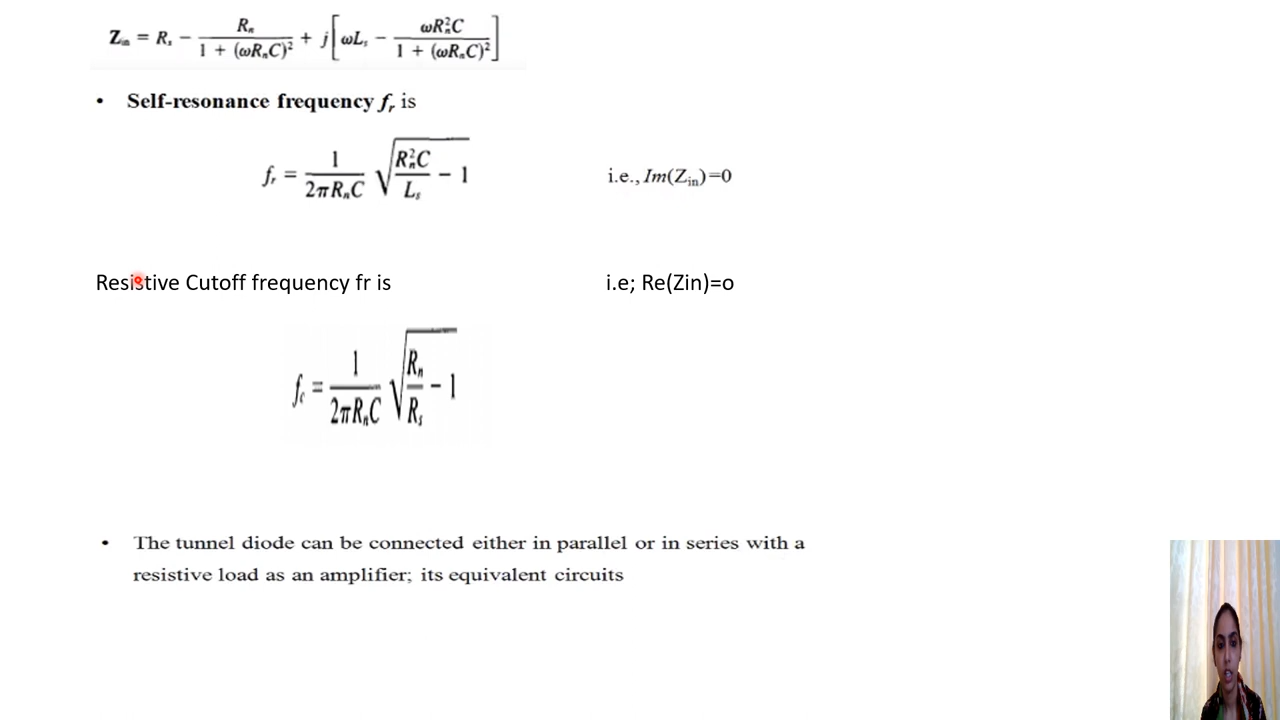 Zin = Rs − Rn / (1 + (ωRnC)²) + j[ωLs − ωRn²C / (1 + (ωRnC)²)]
• Self-resonance frequency fr is
fr = 1 / (2πRnC) √(Rn²C / Ls − 1) i.e., Im(Zin)=0
Resistive Cutoff frequency fr is i.e; Re(Zin)=o
fc = 1 / (2πRnC) √(Rn / Rs − 1)
• The tunnel diode can be connected either in parallel or in series with a
resistive load as an amplifier; its equivalent circuits